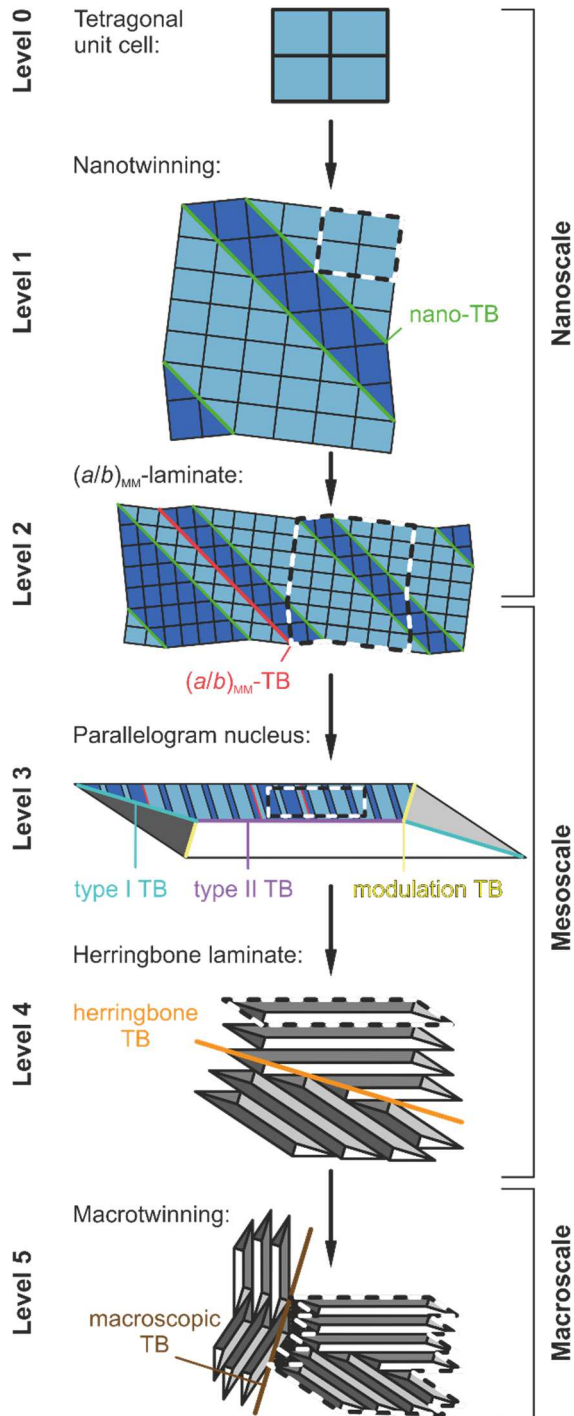 Level 0
Tetragonal
unit cell:
Nanotwinning:
Level 1
nano-TB
Nanoscale
(a/b)MM-laminate:
Level 2
(a/b)MM-TB
Parallelogram nucleus:
Level 3
type I TB
type II TB
modulation TB
Mesoscale
Herringbone laminate:
Level 4
herringbone
TB
Macrotwinning:
Level 5
macroscopic
TB
Macroscale